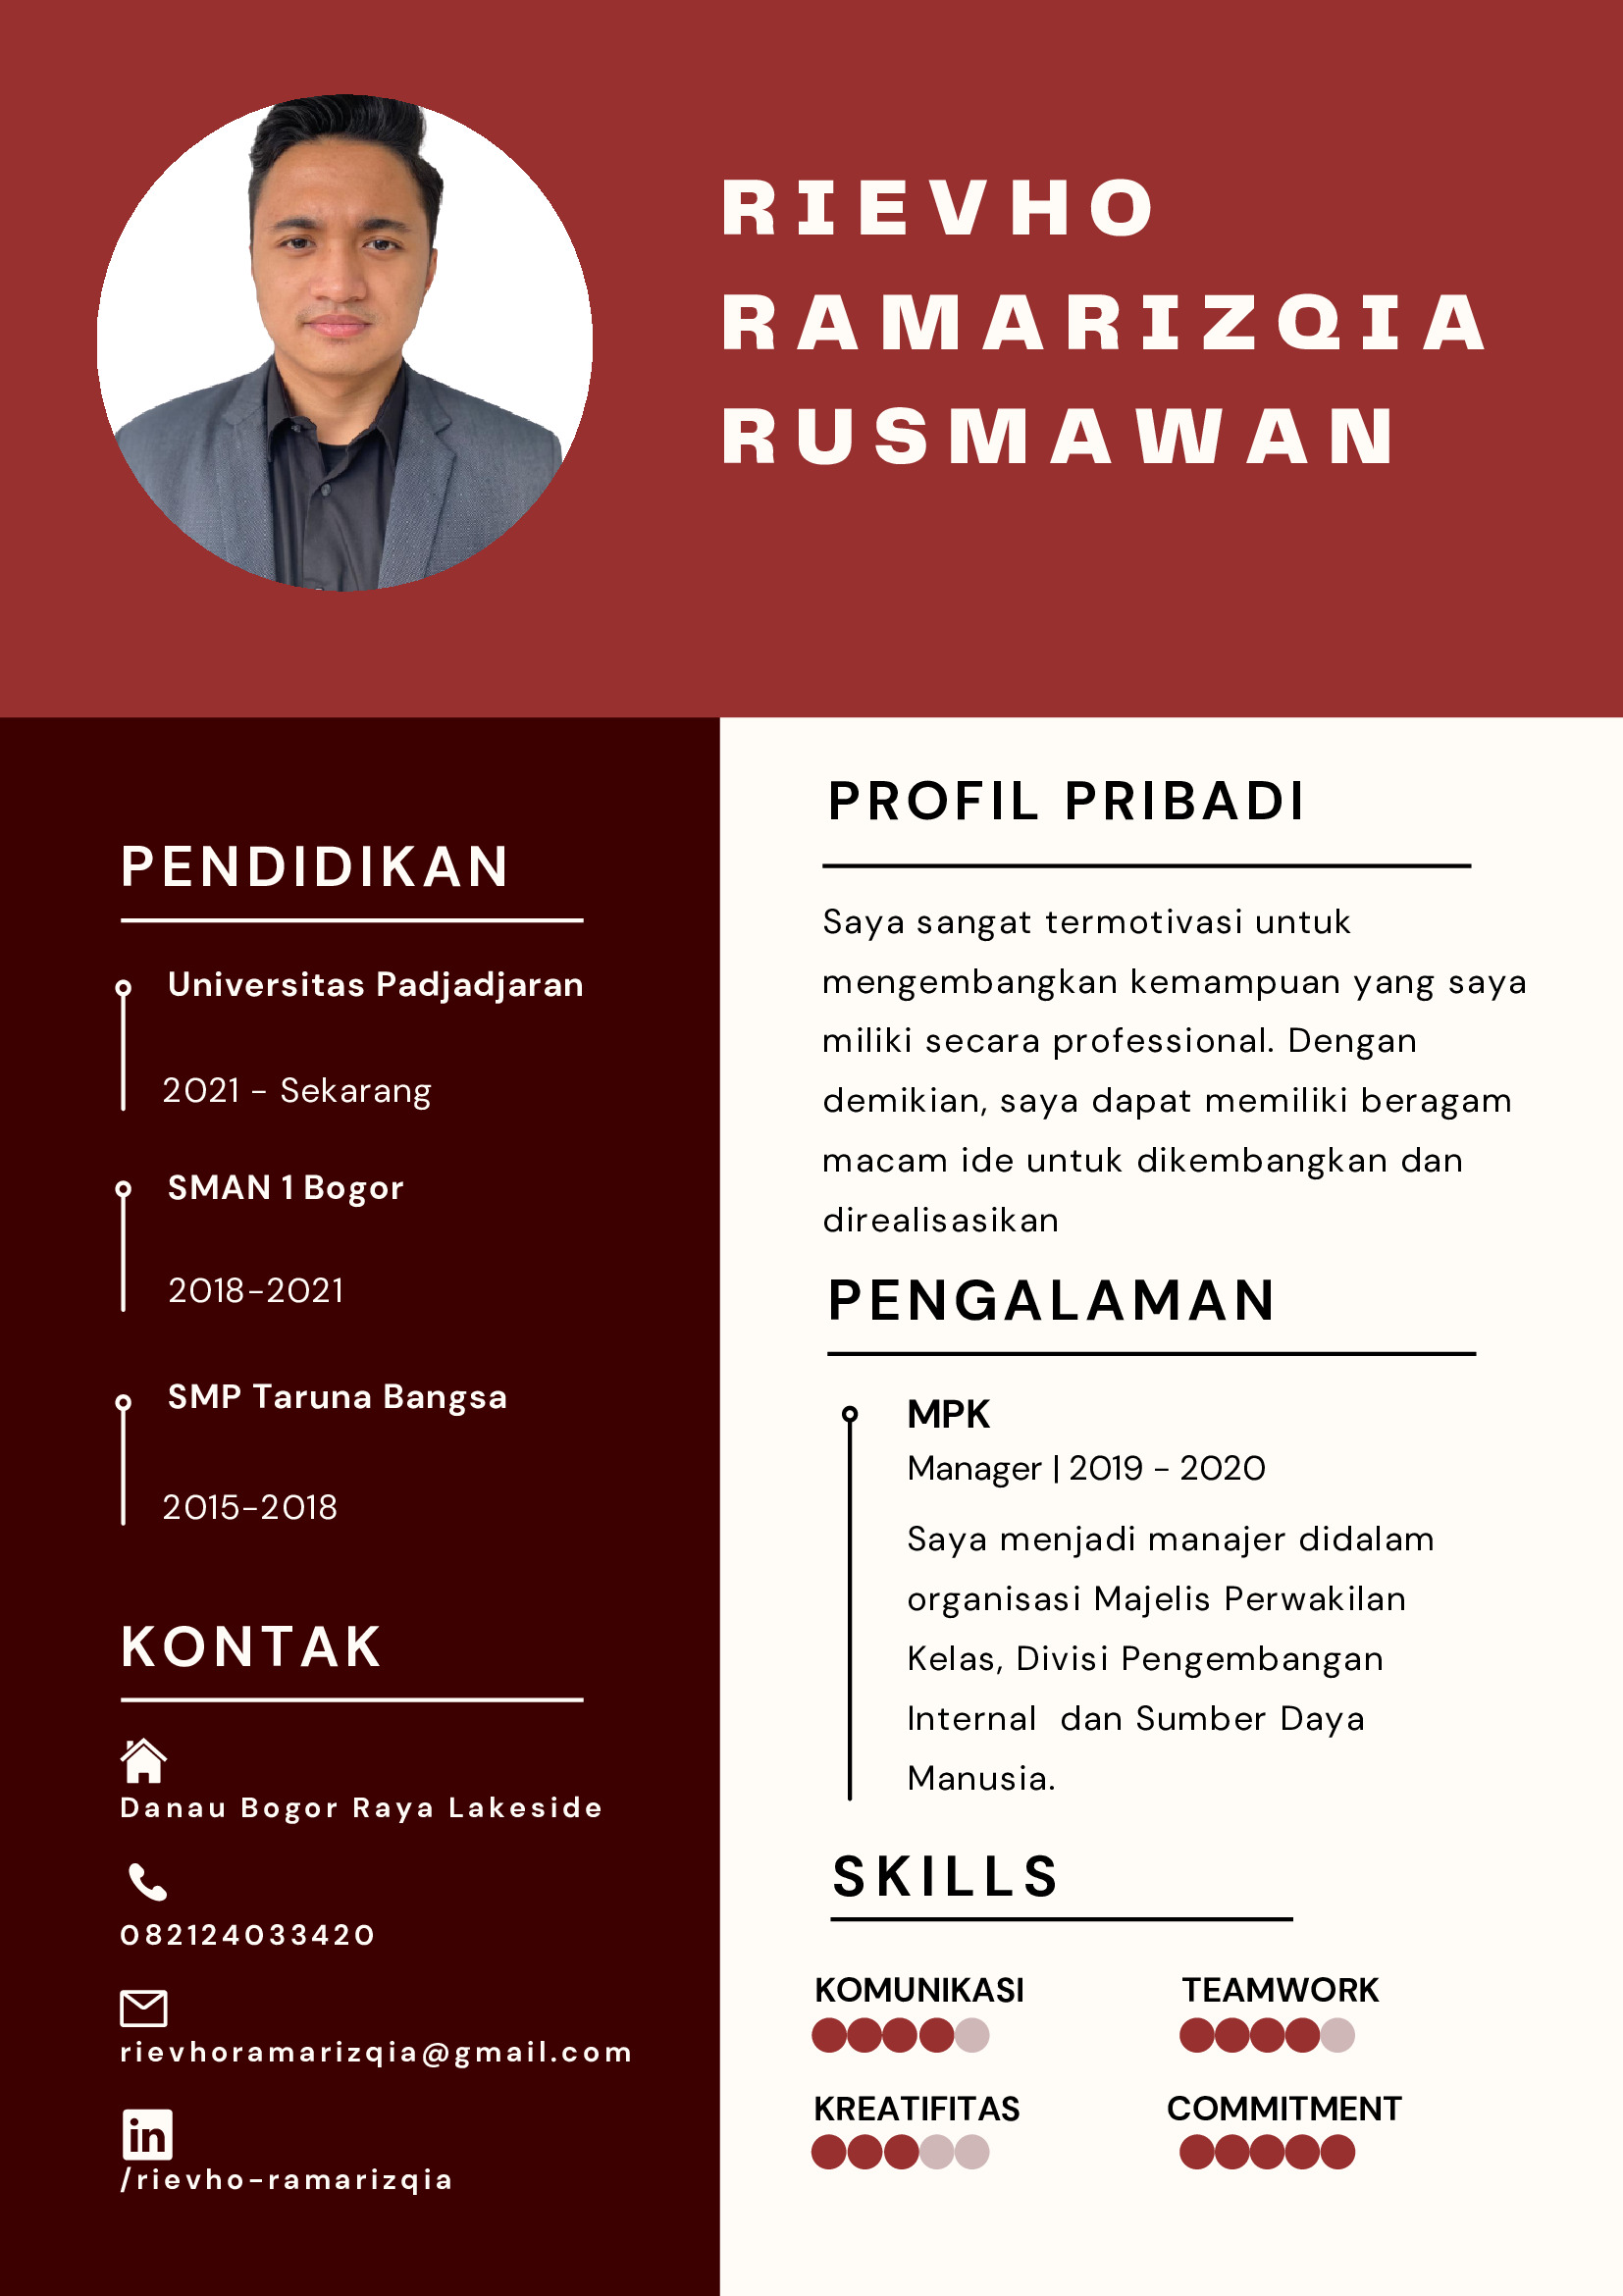 RIEVHO
RAMARIZQIA
RUSMAWAN
PENDIDIKAN
Universitas Padjadjaran
2021 - Sekarang
SMAN 1 Bogor
2018-2021
SMP Taruna Bangsa
2015-2018
KONTAK
Danau Bogor Raya Lakeside
082124033420
rievhoramarizqia@gmail.com
in
/rievho-ramarizqia
PROFIL PRIBADI
Saya sangat termotivasi untuk
mengembangkan kemampuan yang saya
miliki secara professional. Dengan
demikian, saya dapat memiliki beragam
macam ide untuk dikembangkan dan
direalisasikan
PENGALAMAN
MPK
Manager | 2019 - 2020
Saya menjadi manajer didalam
organisasi Majelis Perwakilan
Kelas, Divisi Pengembangan
Internal  dan Sumber Daya
Manusia.
SKILLS
KOMUNIKASI
TEAMWORK
KREATIFITAS
COMMITMENT